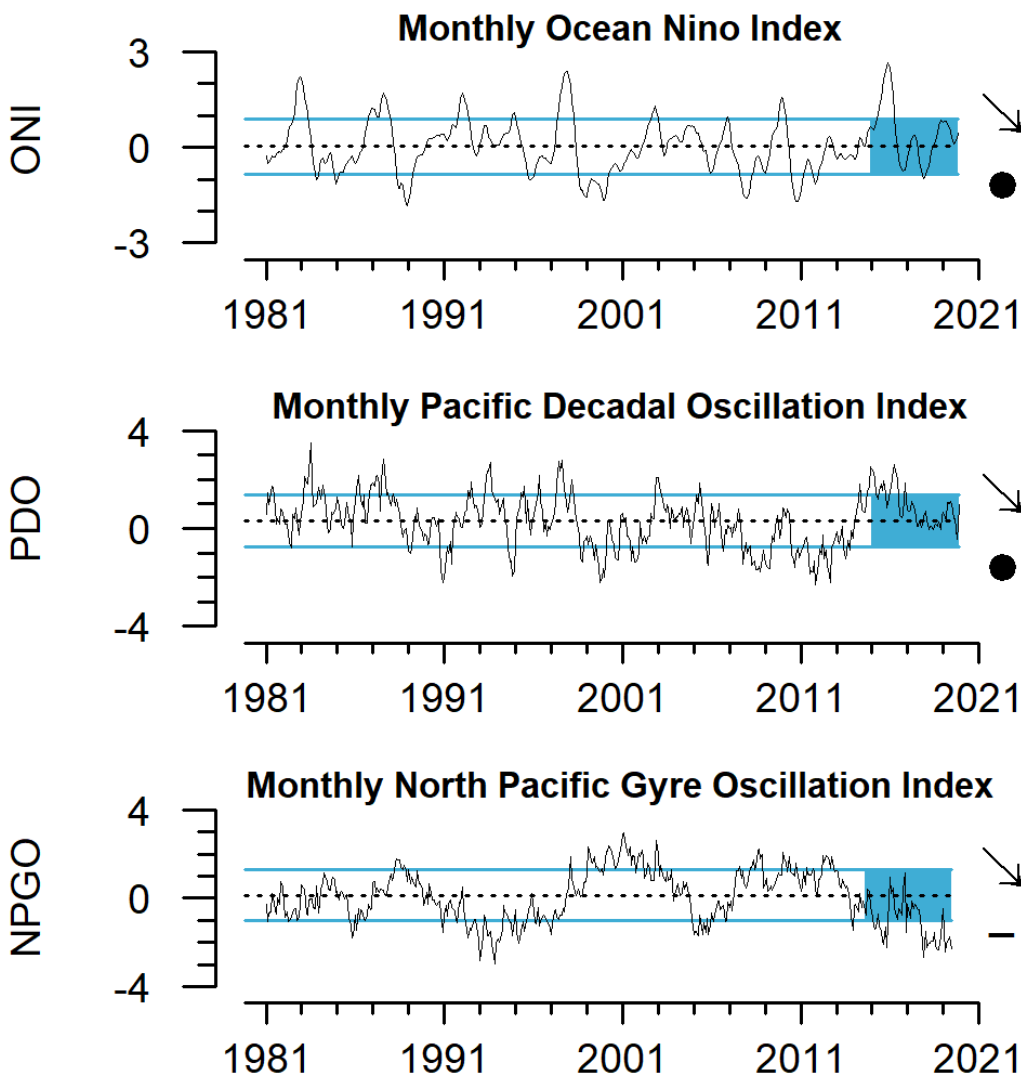 Monthly Ocean Nino Index
ONI
3
0
-3
1981 1991 2001 2011 2021
Monthly Pacific Decadal Oscillation Index
PDO
4
0
-4
1981 1991 2001 2011 2021
Monthly North Pacific Gyre Oscillation Index
NPGO
4
0
-4
1981 1991 2001 2011 2021